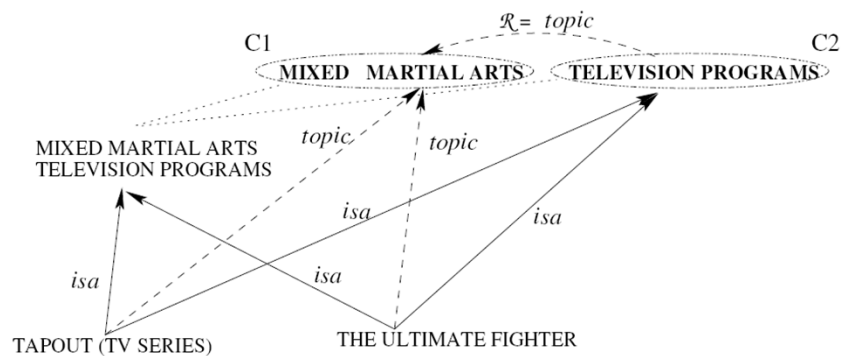 R = topic
C1
C2
MIXED MARTIAL ARTS
TELEVISION PROGRAMS
topic
topic
MIXED MARTIAL ARTS
TELEVISION PROGRAMS
isa
isa
isa
isa
TAPOUT (TV SERIES)
THE ULTIMATE FIGHTER